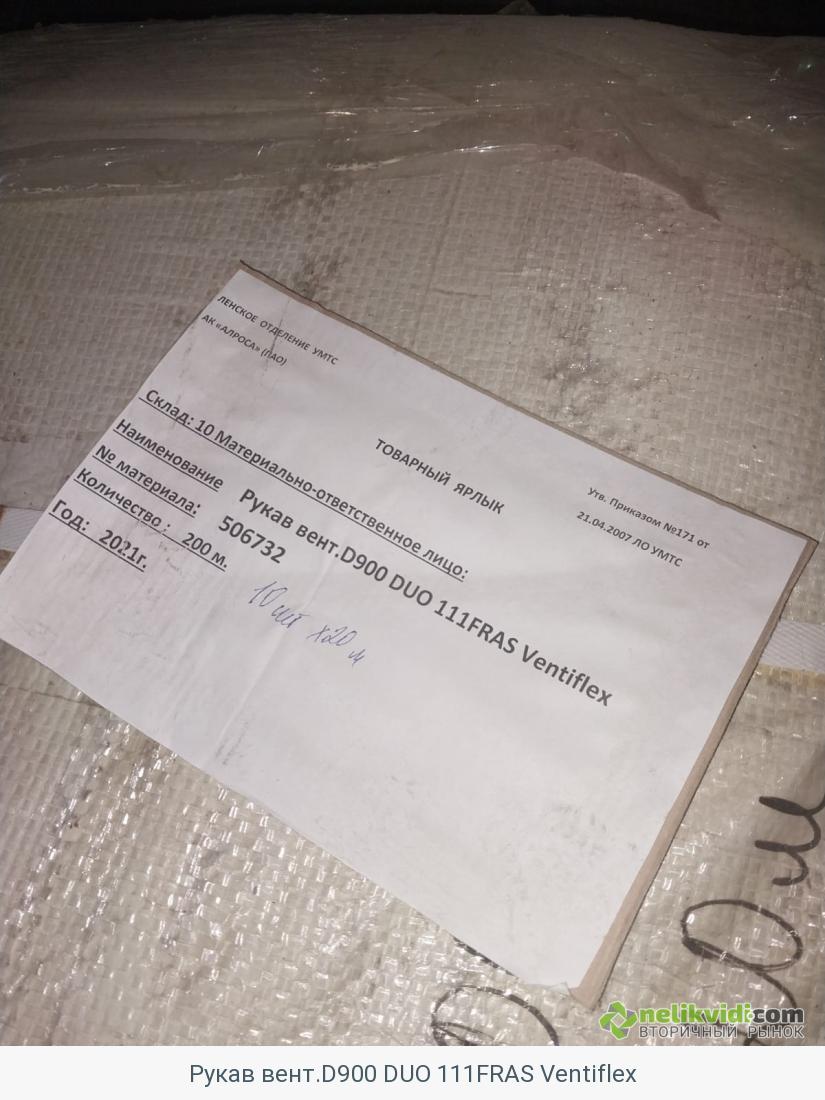 ЛЕНСКОЕ ОТДЕЛЕНИЕ УМТС
АК «АЛРОСА» (ПАО)
Утв. Приказом №171 от
21.04.2007 ЛО УМТС
ТОВАРНЫЙ ЯРЛЫК
Склад: 10 Материально-ответственное лицо:
Наименование Рукав вент.D900 DUO 111FRAS Ventiflex
№ материала: 506732
Количество : 200 м.
Год: 2021г.
10 шт х20 м
0 м
nelikvidi.com
ВТОРИЧНЫЙ РЫНОК
Рукав вент.D900 DUO 111FRAS Ventiflex